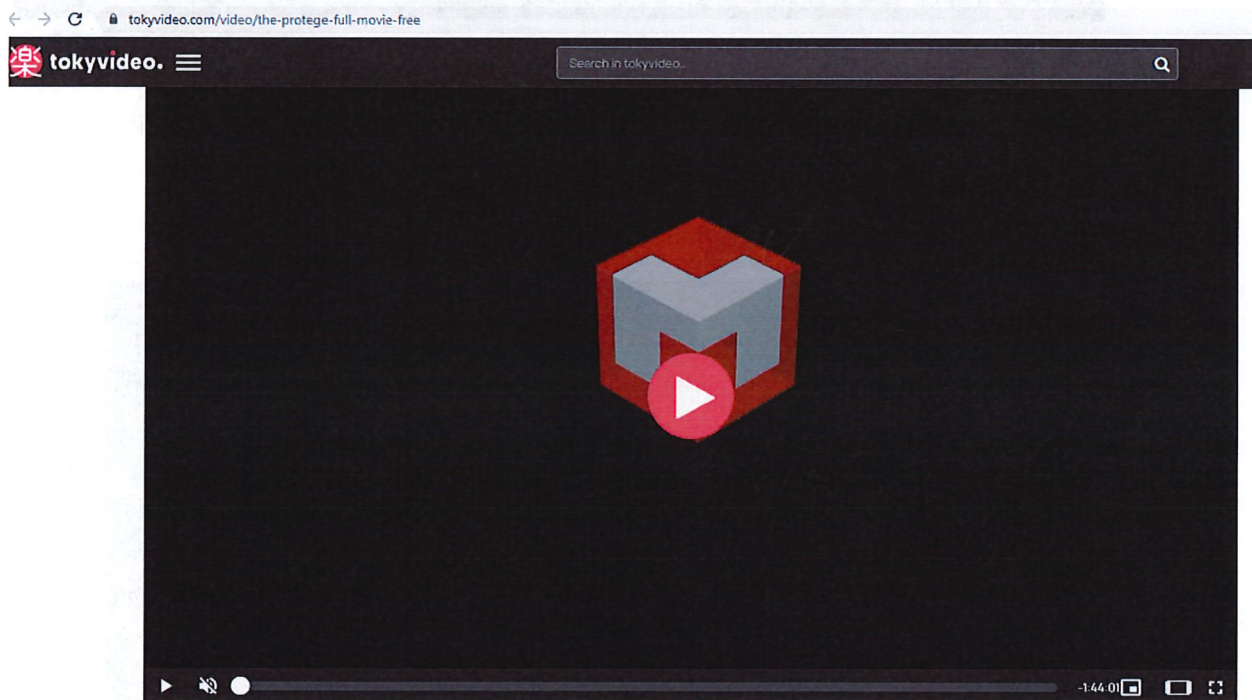 tokyvideo.com/video/the-protege-full-movie-free
楽 tokyvideo.
Search in tokyvideo..
M
-1:44:01